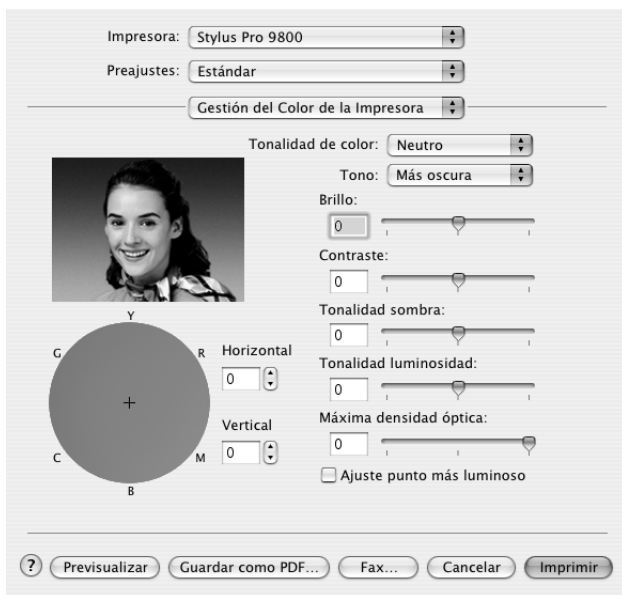 Impresora: Stylus Pro 9800
Preajustes: Estándar
Gestión del Color de la Impresora
Tonalidad de color: Neutro
Tono: Más oscura
Brillo:
0
Contraste:
0
Tonalidad sombra:
0
Tonalidad luminosidad:
0
Máxima densidad óptica:
0
Ajuste punto más luminoso
Y
G R
C M
B
Horizontal
0
Vertical
0
? Previsualizar Guardar como PDF... Fax... Cancelar Imprimir